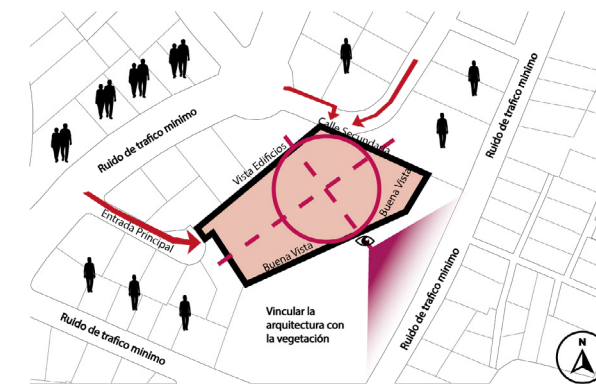 Ruido de trafico minimo
Calle Secundaria
Vista Edificios
Ruido de trafico minimo
Buena Vista
Entrada Principal
Buena Vista
Vincular la
arquitectura con
la vegetación
Ruido de trafico minimo
Ruido de trafico minimo
N